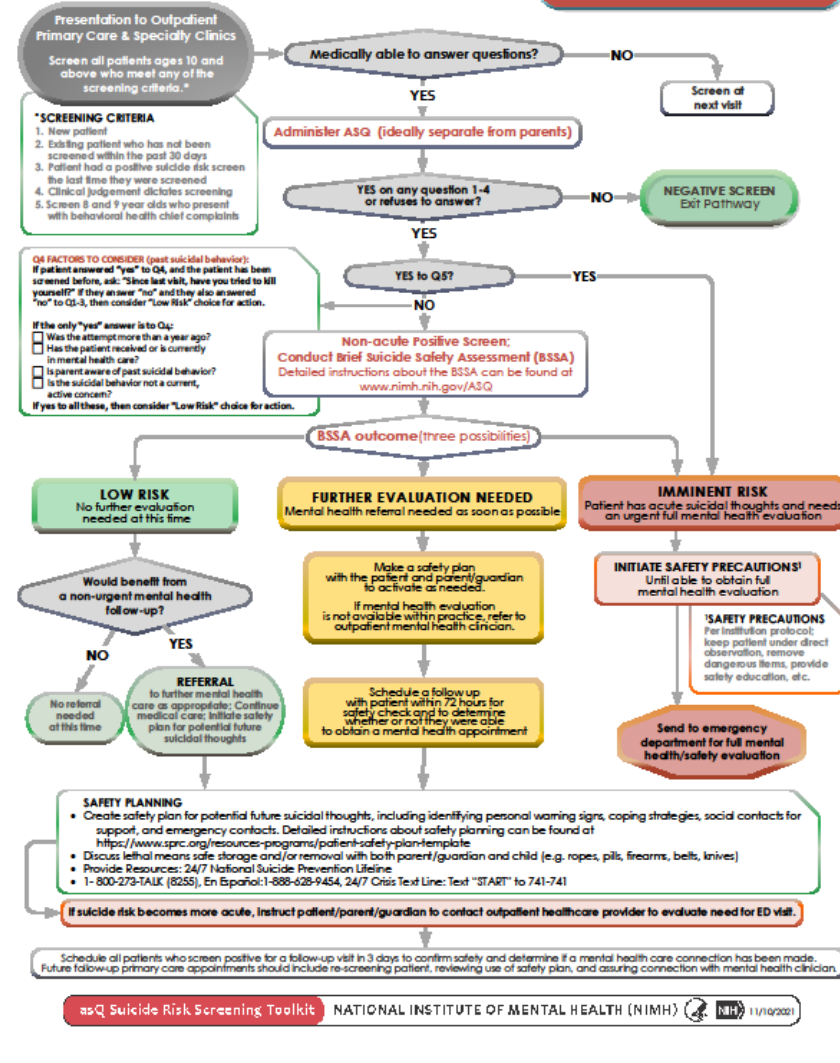 Presentation to Outpatient
Primary Care & Specialty Clinics
Screen all patients ages 10 and
above who meet any of the
screening criteria.*
Medically able to answer questions?
NO
Screen at
next visit
YES
*SCREENING CRITERIA
1. New patient
2. Existing patient who has not been
screened within the past 30 days
3. Patient had a positive suicide risk screen
the last time they were screened
4. Clinical judgement dictates screening
5. Screen 8 and 9 year olds who present
with behavioral health chief complaints
Administer ASQ (ideally separate from parents)
YES on any question 1-4
or refuses to answer?
NO
NEGATIVE SCREEN
Exit Pathway
YES
Q4 FACTORS TO CONSIDER (past suicidal behavior):
If patient answered "yes" to Q4, and the patient has been
screened before, ask: "Since last visit, have you tried to kill
yourself?" If they answer "no" and they also answered
"no" to Q1-3, then consider "Low Risk" choice for action.
If the only "yes" answer is to Q4:
Was the attempt more than a year ago?
Has the patient received or is currently
in mental health care?
Is parent aware of past suicidal behavior?
Is the suicidal behavior not a current,
active concern?
If yes to all these, then consider "Low Risk" choice for action.
YES to Q5?
YES
NO
Non-acute Positive Screen;
Conduct Brief Suicide Safety Assessment (BSSA)
Detailed instructions about the BSSA can be found at
www.nimh.nih.gov/ASQ
BSSA outcome(three possibilities)
LOW RISK
No further evaluation
needed at this time
FURTHER EVALUATION NEEDED
Mental health referral needed as soon as possible
IMMINENT RISK
Patient has acute suicidal thoughts and needs
an urgent full mental health evaluation
Would benefit from
a non-urgent mental health
follow-up?
NO
YES
No referral
needed
at this time
REFERRAL
to further mental health
care as appropriate; Continue
medical care; Initiate safety
plan for potential future
suicidal thoughts
Make a safety plan
with the patient and parent/guardian
to activate as needed.
If mental health evaluation
is not available within practice, refer to
outpatient mental health clinician.
Schedule a follow up
with patient within 72 hours for
safety check and to determine
whether or not they were able
to obtain a mental health appointment
INITIATE SAFETY PRECAUTIONS¹
Until able to obtain full
mental health evaluation
¹SAFETY PRECAUTIONS
Per institution protocol;
keep patient under direct
observation, remove
dangerous items, provide
safety education, etc.
Send to emergency
department for full mental
health/safety evaluation
SAFETY PLANNING
• Create safety plan for potential future suicidal thoughts, including identifying personal warning signs, coping strategies, social contacts for
support, and emergency contacts. Detailed instructions about safety planning can be found at
https://www.sprc.org/resources-programs/patient-safety-plan-template
• Discuss lethal means safe storage and/or removal with both parent/guardian and child (e.g. ropes, pills, firearms, belts, knives)
• Provide Resources: 24/7 National Suicide Prevention Lifeline
• 1- 800-273-TALK (8255), En Español:1-888-628-9454, 24/7 Crisis Text Line: Text "START" to 741-741
If suicide risk becomes more acute, instruct patient/parent/guardian to contact outpatient healthcare provider to evaluate need for ED visit.
Schedule all patients who screen positive for a follow-up visit in 3 days to confirm safety and determine if a mental health care connection has been made.
Future follow-up primary care appointments should include re-screening patient, reviewing use of safety plan, and assuring connection with mental health clinician.
asQ Suicide Risk Screening Toolkit NATIONAL INSTITUTE OF MENTAL HEALTH (NIMH) NIH 11/10/2021